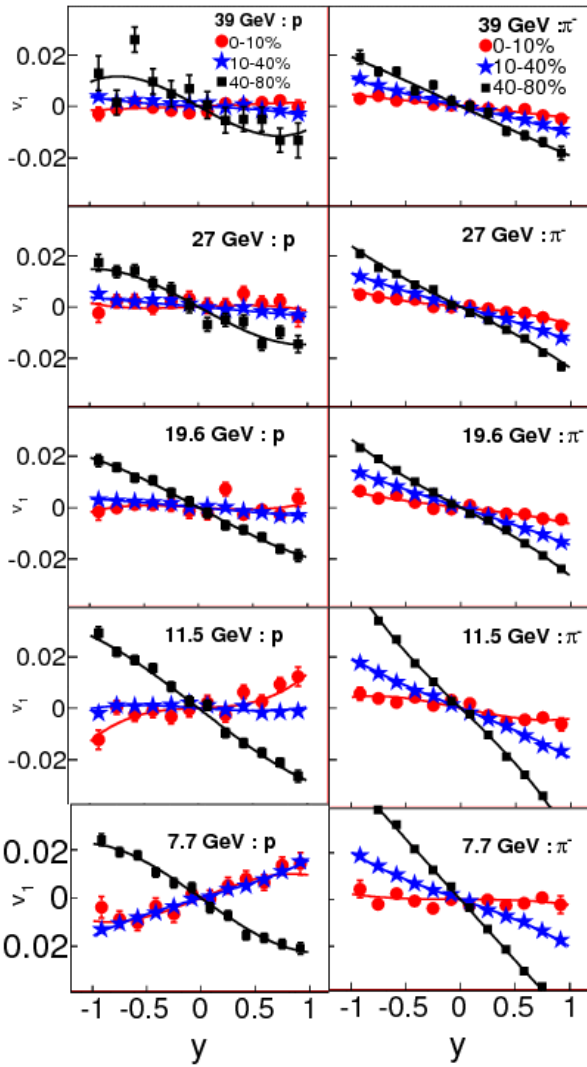 39 GeV : p
0-10%
10-40%
40-80%
0.02
0
-0.02
v1
39 GeV :π-
0-10%
10-40%
40-80%
27 GeV : p
0.02
0
-0.02
v1
27 GeV :π-
19.6 GeV : p
0.02
0
-0.02
v1
19.6 GeV :π-
11.5 GeV : p
0.02
0
-0.02
v1
11.5 GeV :π-
7.7 GeV : p
0.02
0
-0.02
v1
7.7 GeV :π-
-1 -0.5 0 0.5 1
-1 -0.5 0 0.5 1
y
y